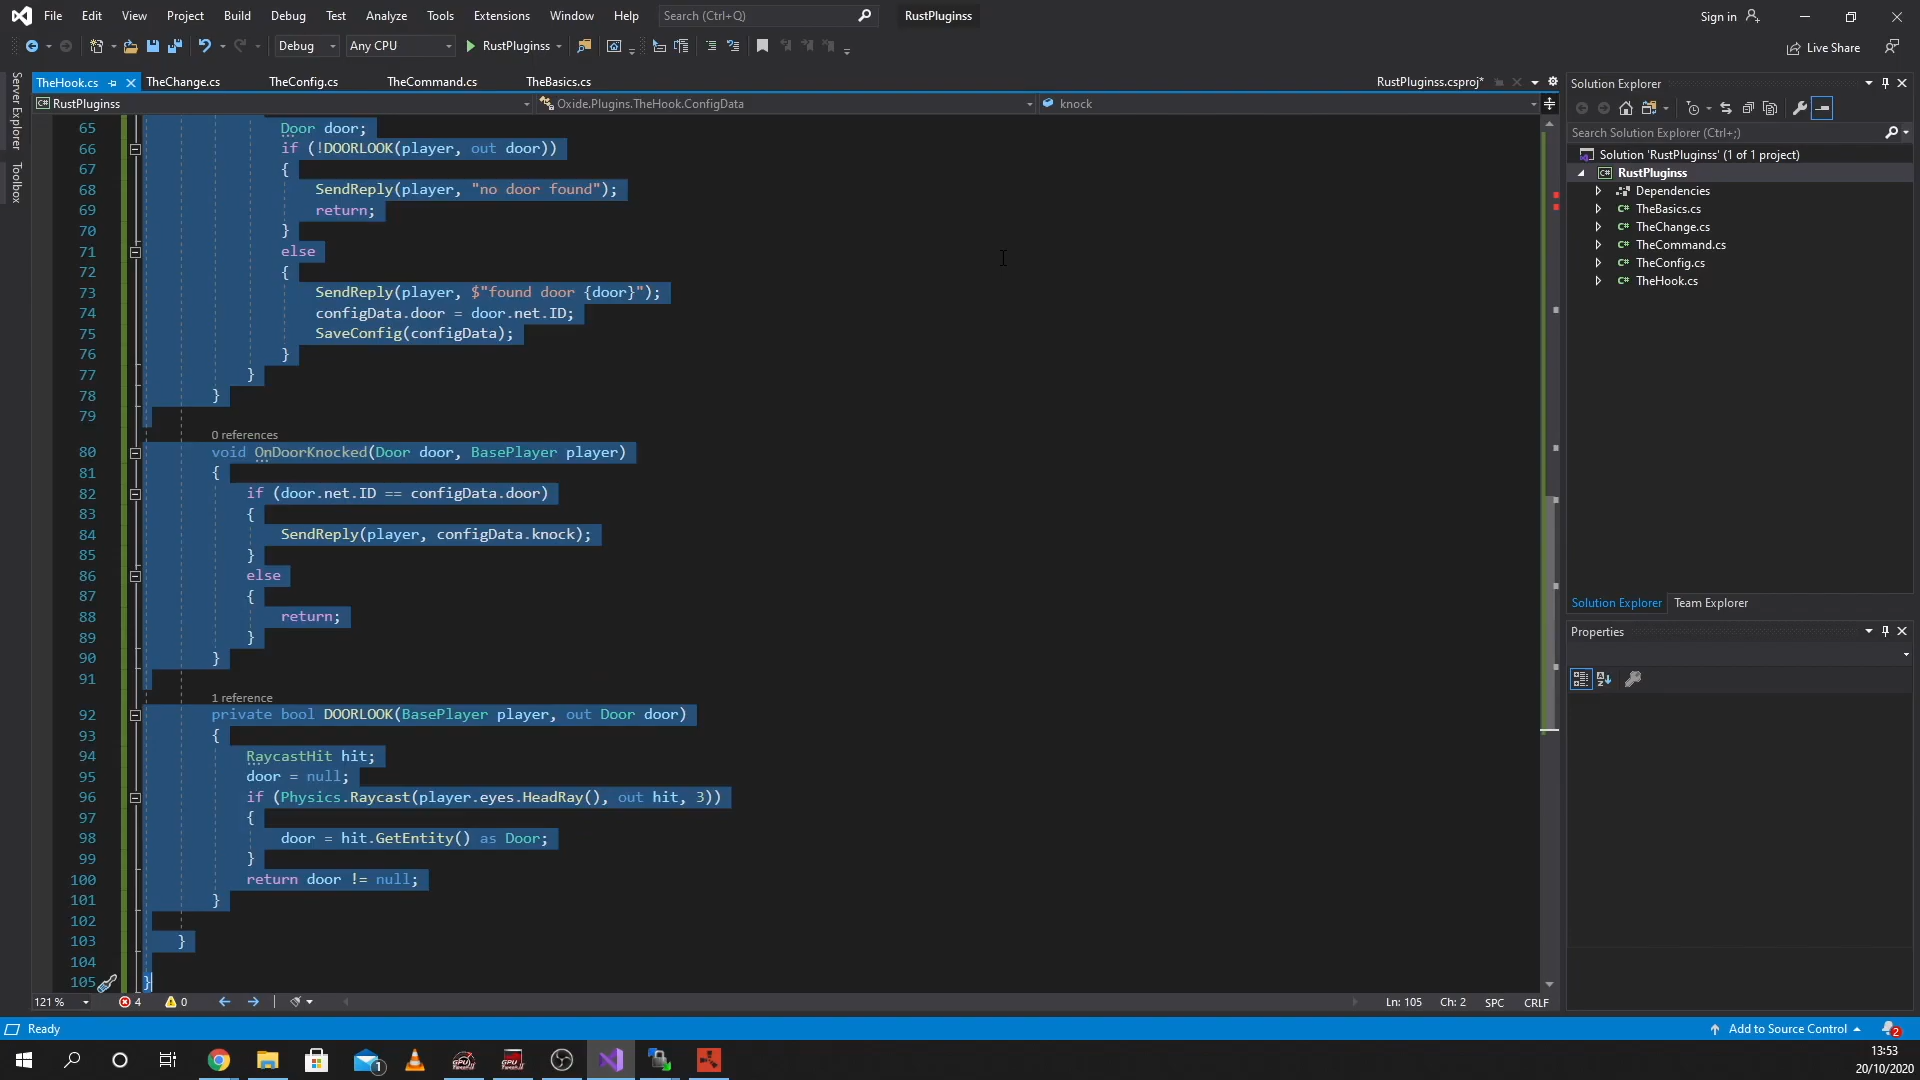 File Edit View Project Build Debug Test Analyze Tools Extensions Window Help Search (Ctrl+Q) RustPluginss Sign in
Debug Any CPU RustPluginss Live Share
Server Explorer
Toolbox
TheHook.cs TheChange.cs TheConfig.cs TheCommand.cs TheBasics.cs RustPluginss.csproj*
RustPluginss Oxide.Plugins.TheHook.ConfigData knock
65 Door door;
66 if (!DOORLOOK(player, out door))
67 {
68 SendReply(player, "no door found");
69 return;
70 }
71 else
72 {
73 SendReply(player, $"found door {door}");
74 configData.door = door.net.ID;
75 SaveConfig(configData);
76 }
77 }
78 }
79
0 references
80 void OnDoorKnocked(Door door, BasePlayer player)
81 {
82 if (door.net.ID == configData.door)
83 {
84 SendReply(player, configData.knock);
85 }
86 else
87 {
88 return;
89 }
90 }
91
1 reference
92 private bool DOORLOOK(BasePlayer player, out Door door)
93 {
94 RaycastHit hit;
95 door = null;
96 if (Physics.Raycast(player.eyes.HeadRay(), out hit, 3))
97 {
98 door = hit.GetEntity() as Door;
99 }
100 return door != null;
101 }
102
103 }
104
105 }
121 % 4 0 Ln: 105 Ch: 2 SPC CRLF
Solution Explorer
Search Solution Explorer (Ctrl+;)
Solution 'RustPluginss' (1 of 1 project)
RustPluginss
Dependencies
TheBasics.cs
TheChange.cs
TheCommand.cs
TheConfig.cs
TheHook.cs
Solution Explorer Team Explorer
Properties
Ready Add to Source Control 2
1
13:53
20/10/2020